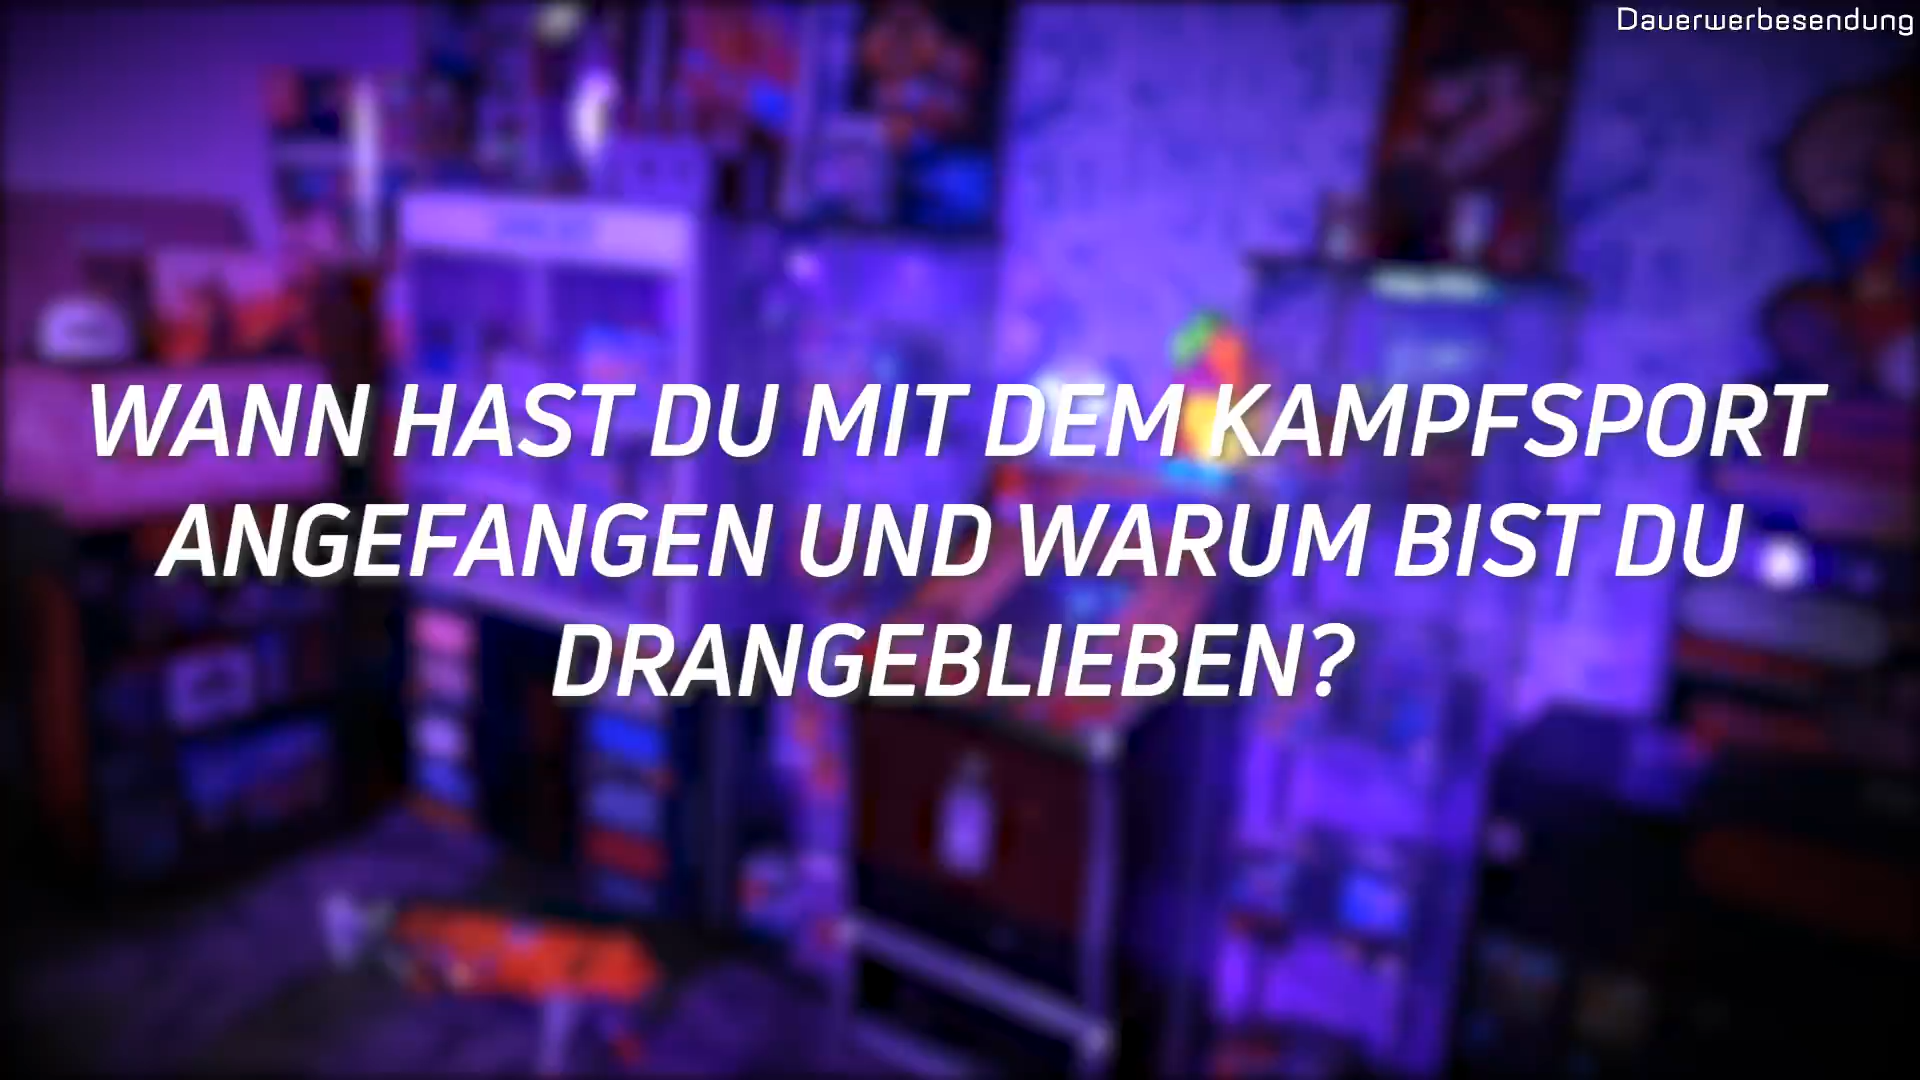 Dauerwerbesendung
WANN HAST DU MIT DEM KAMPFSPORT
ANGEFANGEN UND WARUM BIST DU
DRANGEBLIEBEN?